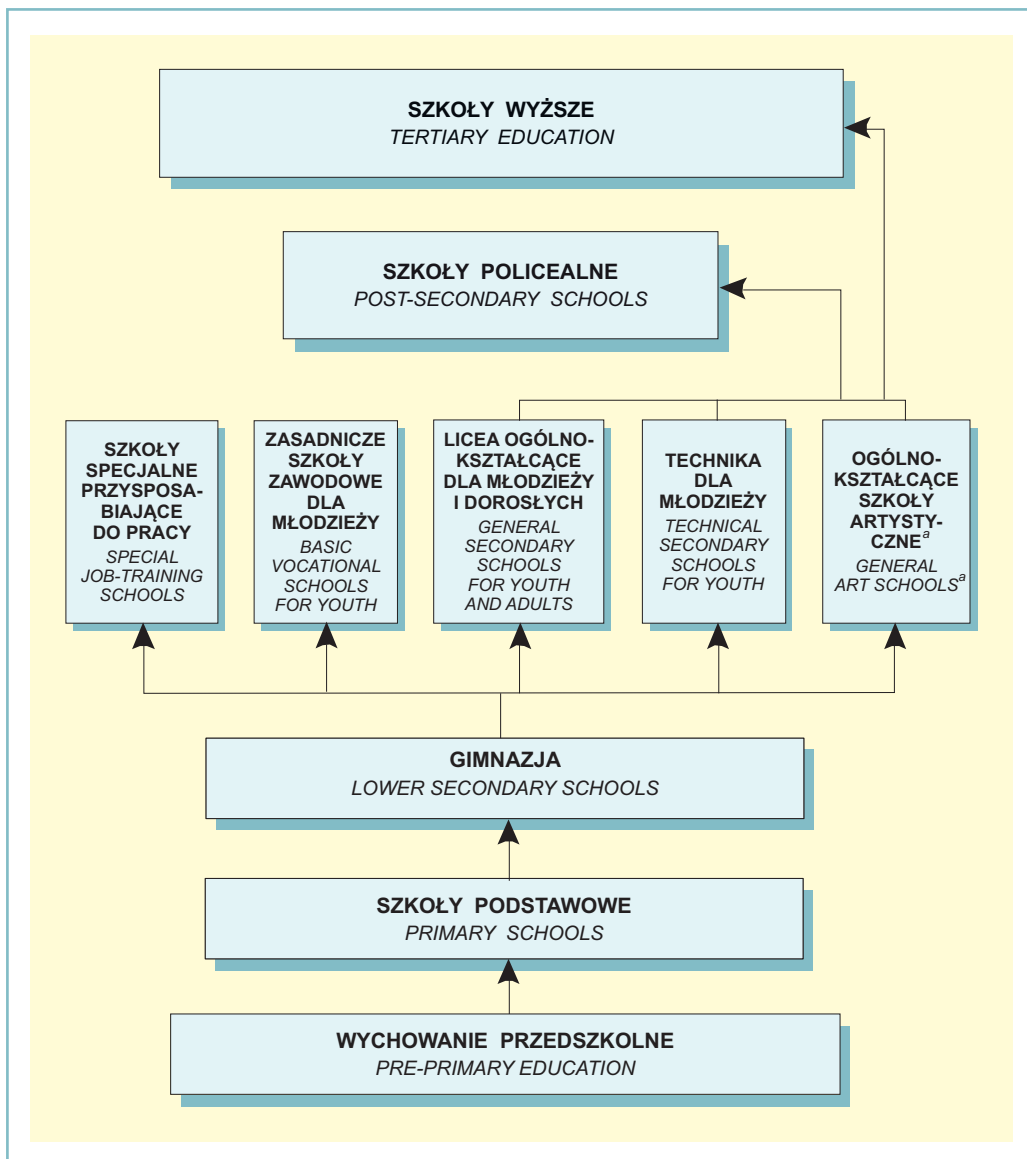 SZKOŁY WYŻSZE
TERTIARY EDUCATION
SZKOŁY POLICEALNE
POST-SECONDARY SCHOOLS
SZKOŁY
SPECJALNE
PRZYSPOSA-
BIAJĄCE
DO PRACY
SPECIAL
JOB-TRAINING
SCHOOLS
ZASADNICZE
SZKOŁY
ZAWODOWE
DLA
MŁODZIEŻY
BASIC
VOCATIONAL
SCHOOLS
FOR YOUTH
LICEA OGÓLNO-
KSZTAŁCĄCE
DLA MŁODZIEŻY
I DOROSŁYCH
GENERAL
SECONDARY
SCHOOLS
FOR YOUTH
AND ADULTS
TECHNIKA
DLA
MŁODZIEŻY
TECHNICAL
SECONDARY
SCHOOLS
FOR YOUTH
OGÓLNO-
KSZTAŁCĄCE
SZKOŁY
ARTYSTY-
CZNE a
GENERAL
ART SCHOOLS a
GIMNAZJA
LOWER SECONDARY SCHOOLS
SZKOŁY PODSTAWOWE
PRIMARY SCHOOLS
WYCHOWANIE PRZEDSZKOLNE
PRE-PRIMARY EDUCATION